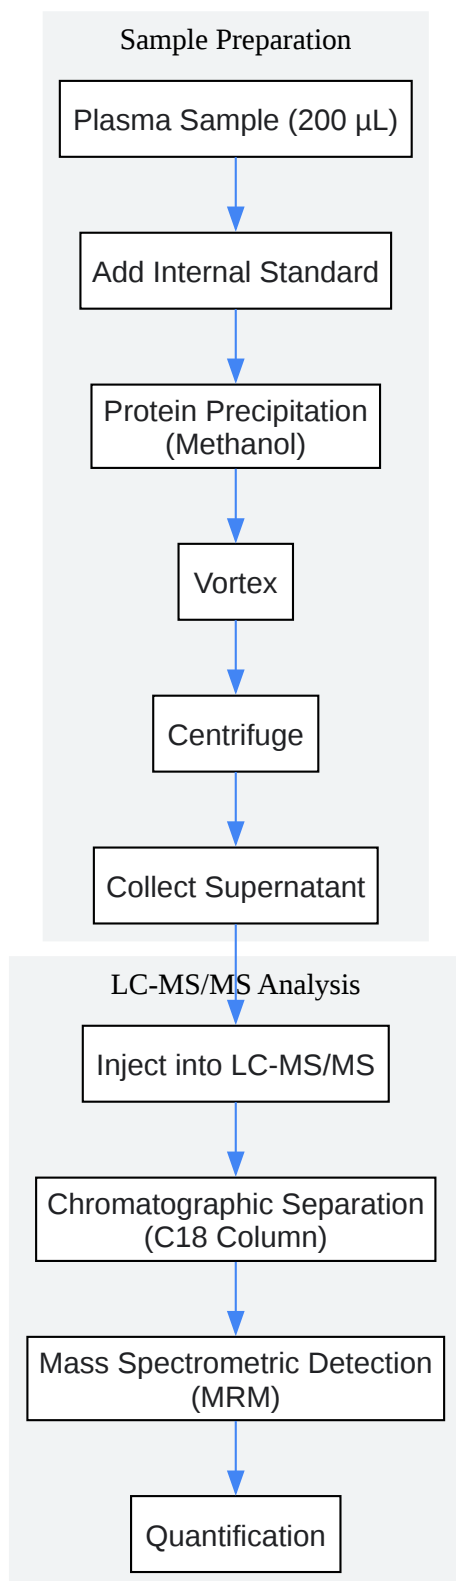 Sample Preparation
Plasma Sample (200 µL)
Add Internal Standard
Protein Precipitation
(Methanol)
Vortex
Centrifuge
Collect Supernatant
LC-MS/MS Analysis
Inject into LC-MS/MS
Chromatographic Separation
(C18 Column)
Mass Spectrometric Detection
(MRM)
Quantification